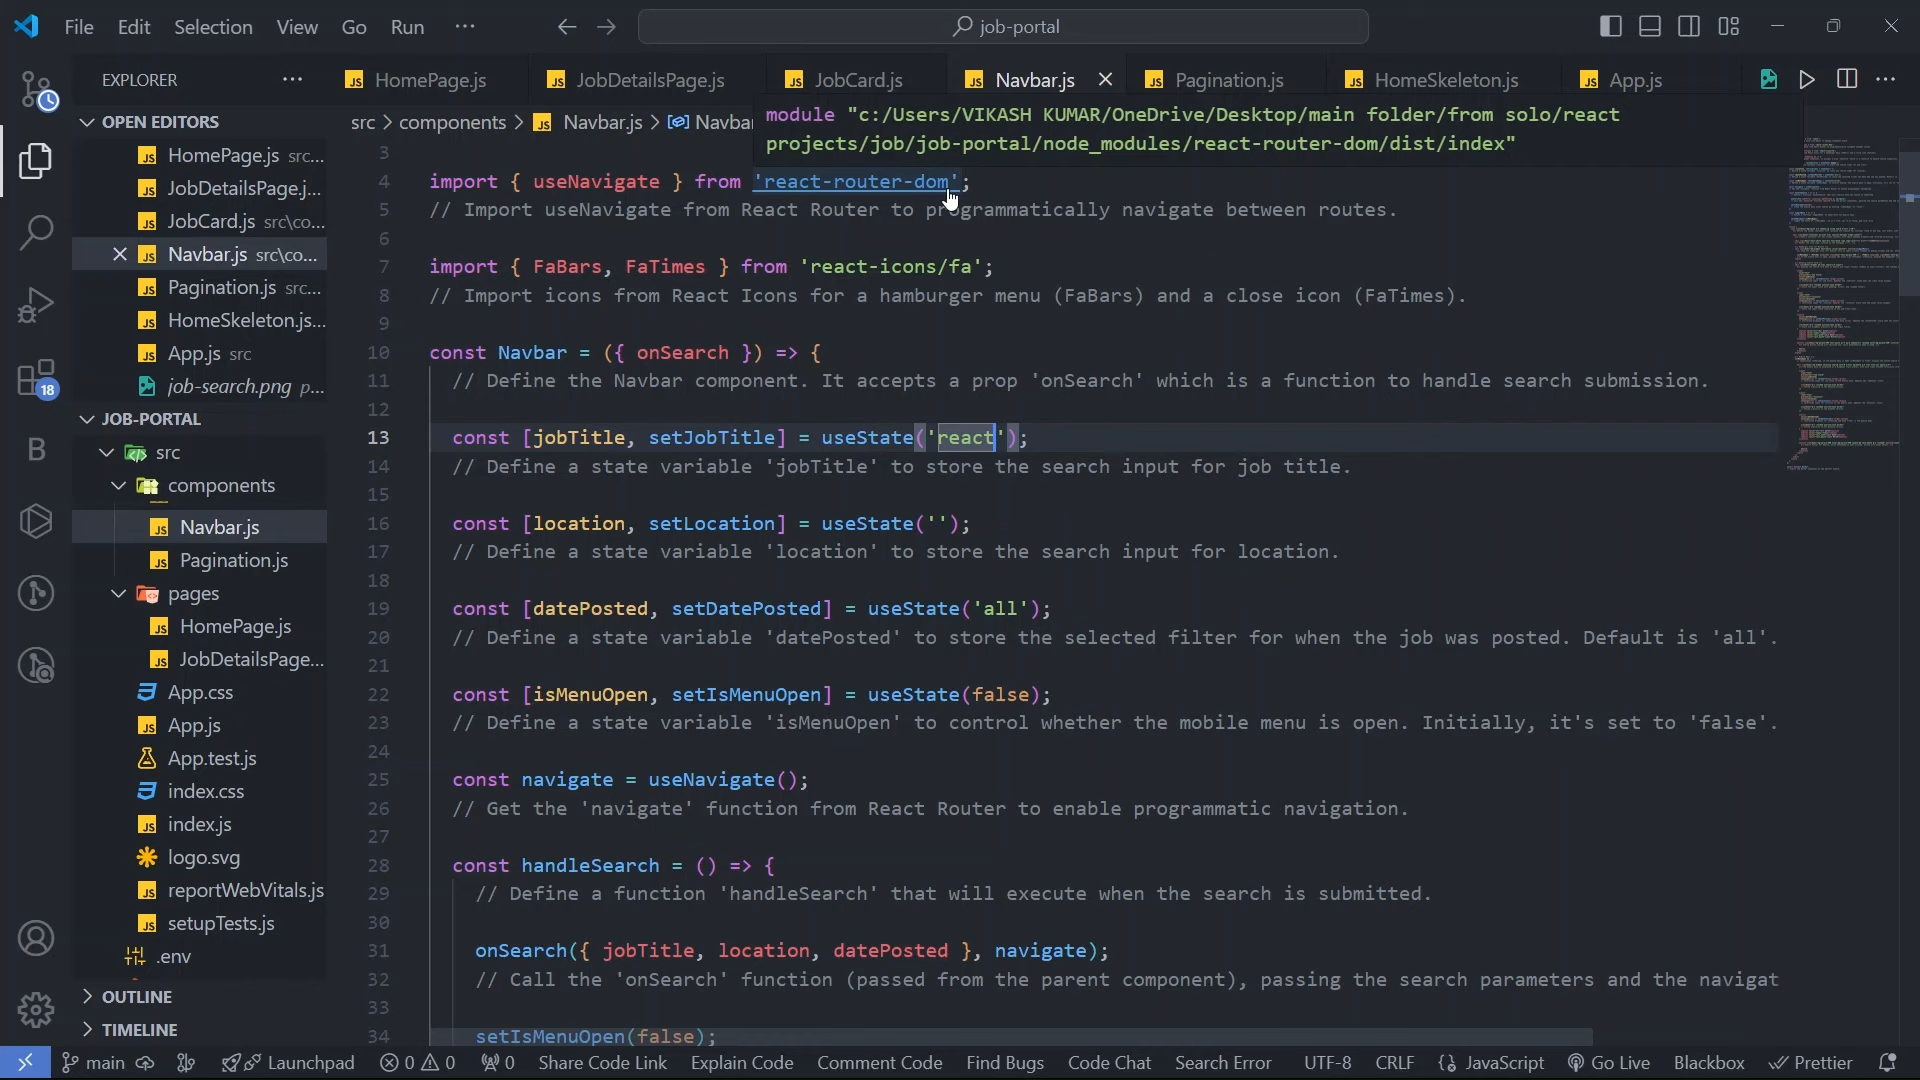 File Edit Selection View Go Run ··· job-portal
EXPLORER ··· HomePage.js JobDetailsPage.js JobCard.js Navbar.js Pagination.js HomeSkeleton.js App.js
OPEN EDITORS
HomePage.js src...
JobDetailsPage.j...
JobCard.js src\co...
Navbar.js src\co...
Pagination.js src...
HomeSkeleton.js...
App.js src
job-search.png p...
JOB-PORTAL
src
components
Navbar.js
Pagination.js
pages
HomePage.js
JobDetailsPage...
App.css
App.js
App.test.js
index.css
index.js
logo.svg
reportWebVitals.js
setupTests.js
.env
OUTLINE
TIMELINE
18
src > components > Navbar.js > Navba
module "c:/Users/VIKASH KUMAR/OneDrive/Desktop/main folder/from solo/react
projects/job/job-portal/node_modules/react-router-dom/dist/index"
3
4 import { useNavigate } from 'react-router-dom';
5 // Import useNavigate from React Router to programmatically navigate between routes.
6
7 import { FaBars, FaTimes } from 'react-icons/fa';
8 // Import icons from React Icons for a hamburger menu (FaBars) and a close icon (FaTimes).
9
10 const Navbar = ({ onSearch }) => {
11 // Define the Navbar component. It accepts a prop 'onSearch' which is a function to handle search submission.
12
13 const [jobTitle, setJobTitle] = useState('react');
14 // Define a state variable 'jobTitle' to store the search input for job title.
15
16 const [location, setLocation] = useState('');
17 // Define a state variable 'location' to store the search input for location.
18
19 const [datePosted, setDatePosted] = useState('all');
20 // Define a state variable 'datePosted' to store the selected filter for when the job was posted. Default is 'all'.
21
22 const [isMenuOpen, setIsMenuOpen] = useState(false);
23 // Define a state variable 'isMenuOpen' to control whether the mobile menu is open. Initially, it's set to 'false'.
24
25 const navigate = useNavigate();
26 // Get the 'navigate' function from React Router to enable programmatic navigation.
27
28 const handleSearch = () => {
29 // Define a function 'handleSearch' that will execute when the search is submitted.
30
31 onSearch({ jobTitle, location, datePosted }, navigate);
32 // Call the 'onSearch' function (passed from the parent component), passing the search parameters and the navigat
33
34 setIsMenuOpen(false);
main Launchpad 0 0 0 Share Code Link Explain Code Comment Code Find Bugs Code Chat Search Error UTF-8 CRLF {} JavaScript Go Live Blackbox Prettier